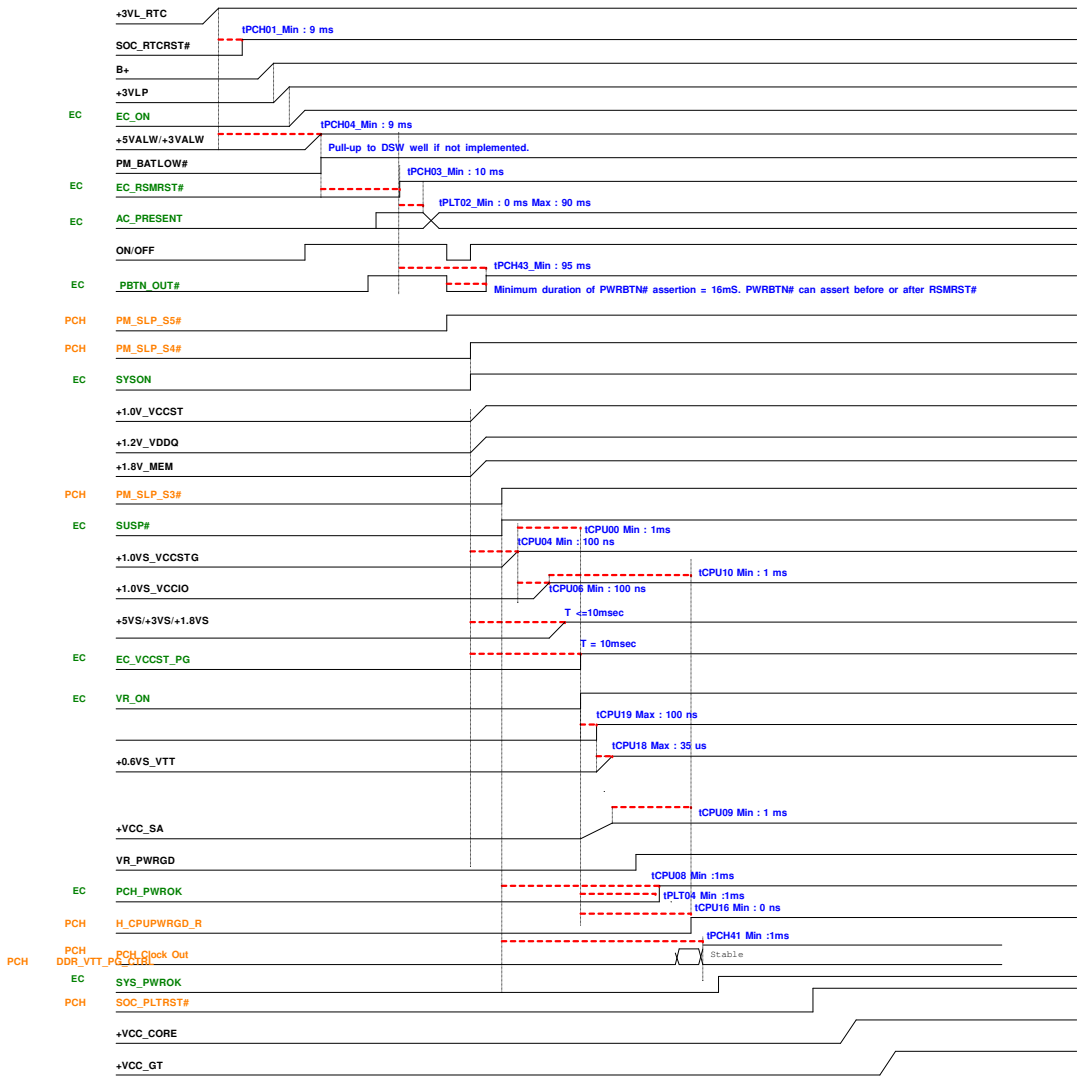 +3VL_RTC
tPCH01_Min : 9 ms
SOC_RTCRST#
B+
+3VLP
EC EC_ON
tPCH04_Min : 9 ms
+5VALW/+3VALW
Pull-up to DSW well if not implemented.
PM_BATLOW#
tPCH03_Min : 10 ms
EC EC_RSMRST#
tPLT02_Min : 0 ms Max : 90 ms
EC AC_PRESENT
ON/OFF
tPCH43_Min : 95 ms
EC PBTN_OUT#
Minimum duration of PWRBTN# assertion = 16mS. PWRBTN# can assert before or after RSMRST#
PCH PM_SLP_S5#
PCH PM_SLP_S4#
EC SYSON
+1.0V_VCCST
+1.2V_VDDQ
+1.8V_MEM
PCH PM_SLP_S3#
EC SUSP#
tCPU00 Min : 1ms
tCPU04 Min : 100 ns
+1.0VS_VCCSTG
tCPU10 Min : 1 ms
+1.0VS_VCCIO
tCPU06 Min : 100 ns
T <=10msec
+5VS/+3VS/+1.8VS
T = 10msec
EC EC_VCCST_PG
EC VR_ON
tCPU19 Max : 100 ns
tCPU18 Max : 35 us
+0.6VS_VTT
tCPU09 Min : 1 ms
+VCC_SA
VR_PWRGD
tCPU08 Min :1ms
EC PCH_PWROK
tPLT04 Min :1ms
tCPU16 Min : 0 ns
PCH H_CPUPWRGD_R
tPCH41 Min :1ms
PCH PCH_Clock Out
Stable
PCH DDR_VTT_PG_CTRL
EC SYS_PWROK
PCH SOC_PLTRST#
+VCC_CORE
+VCC_GT